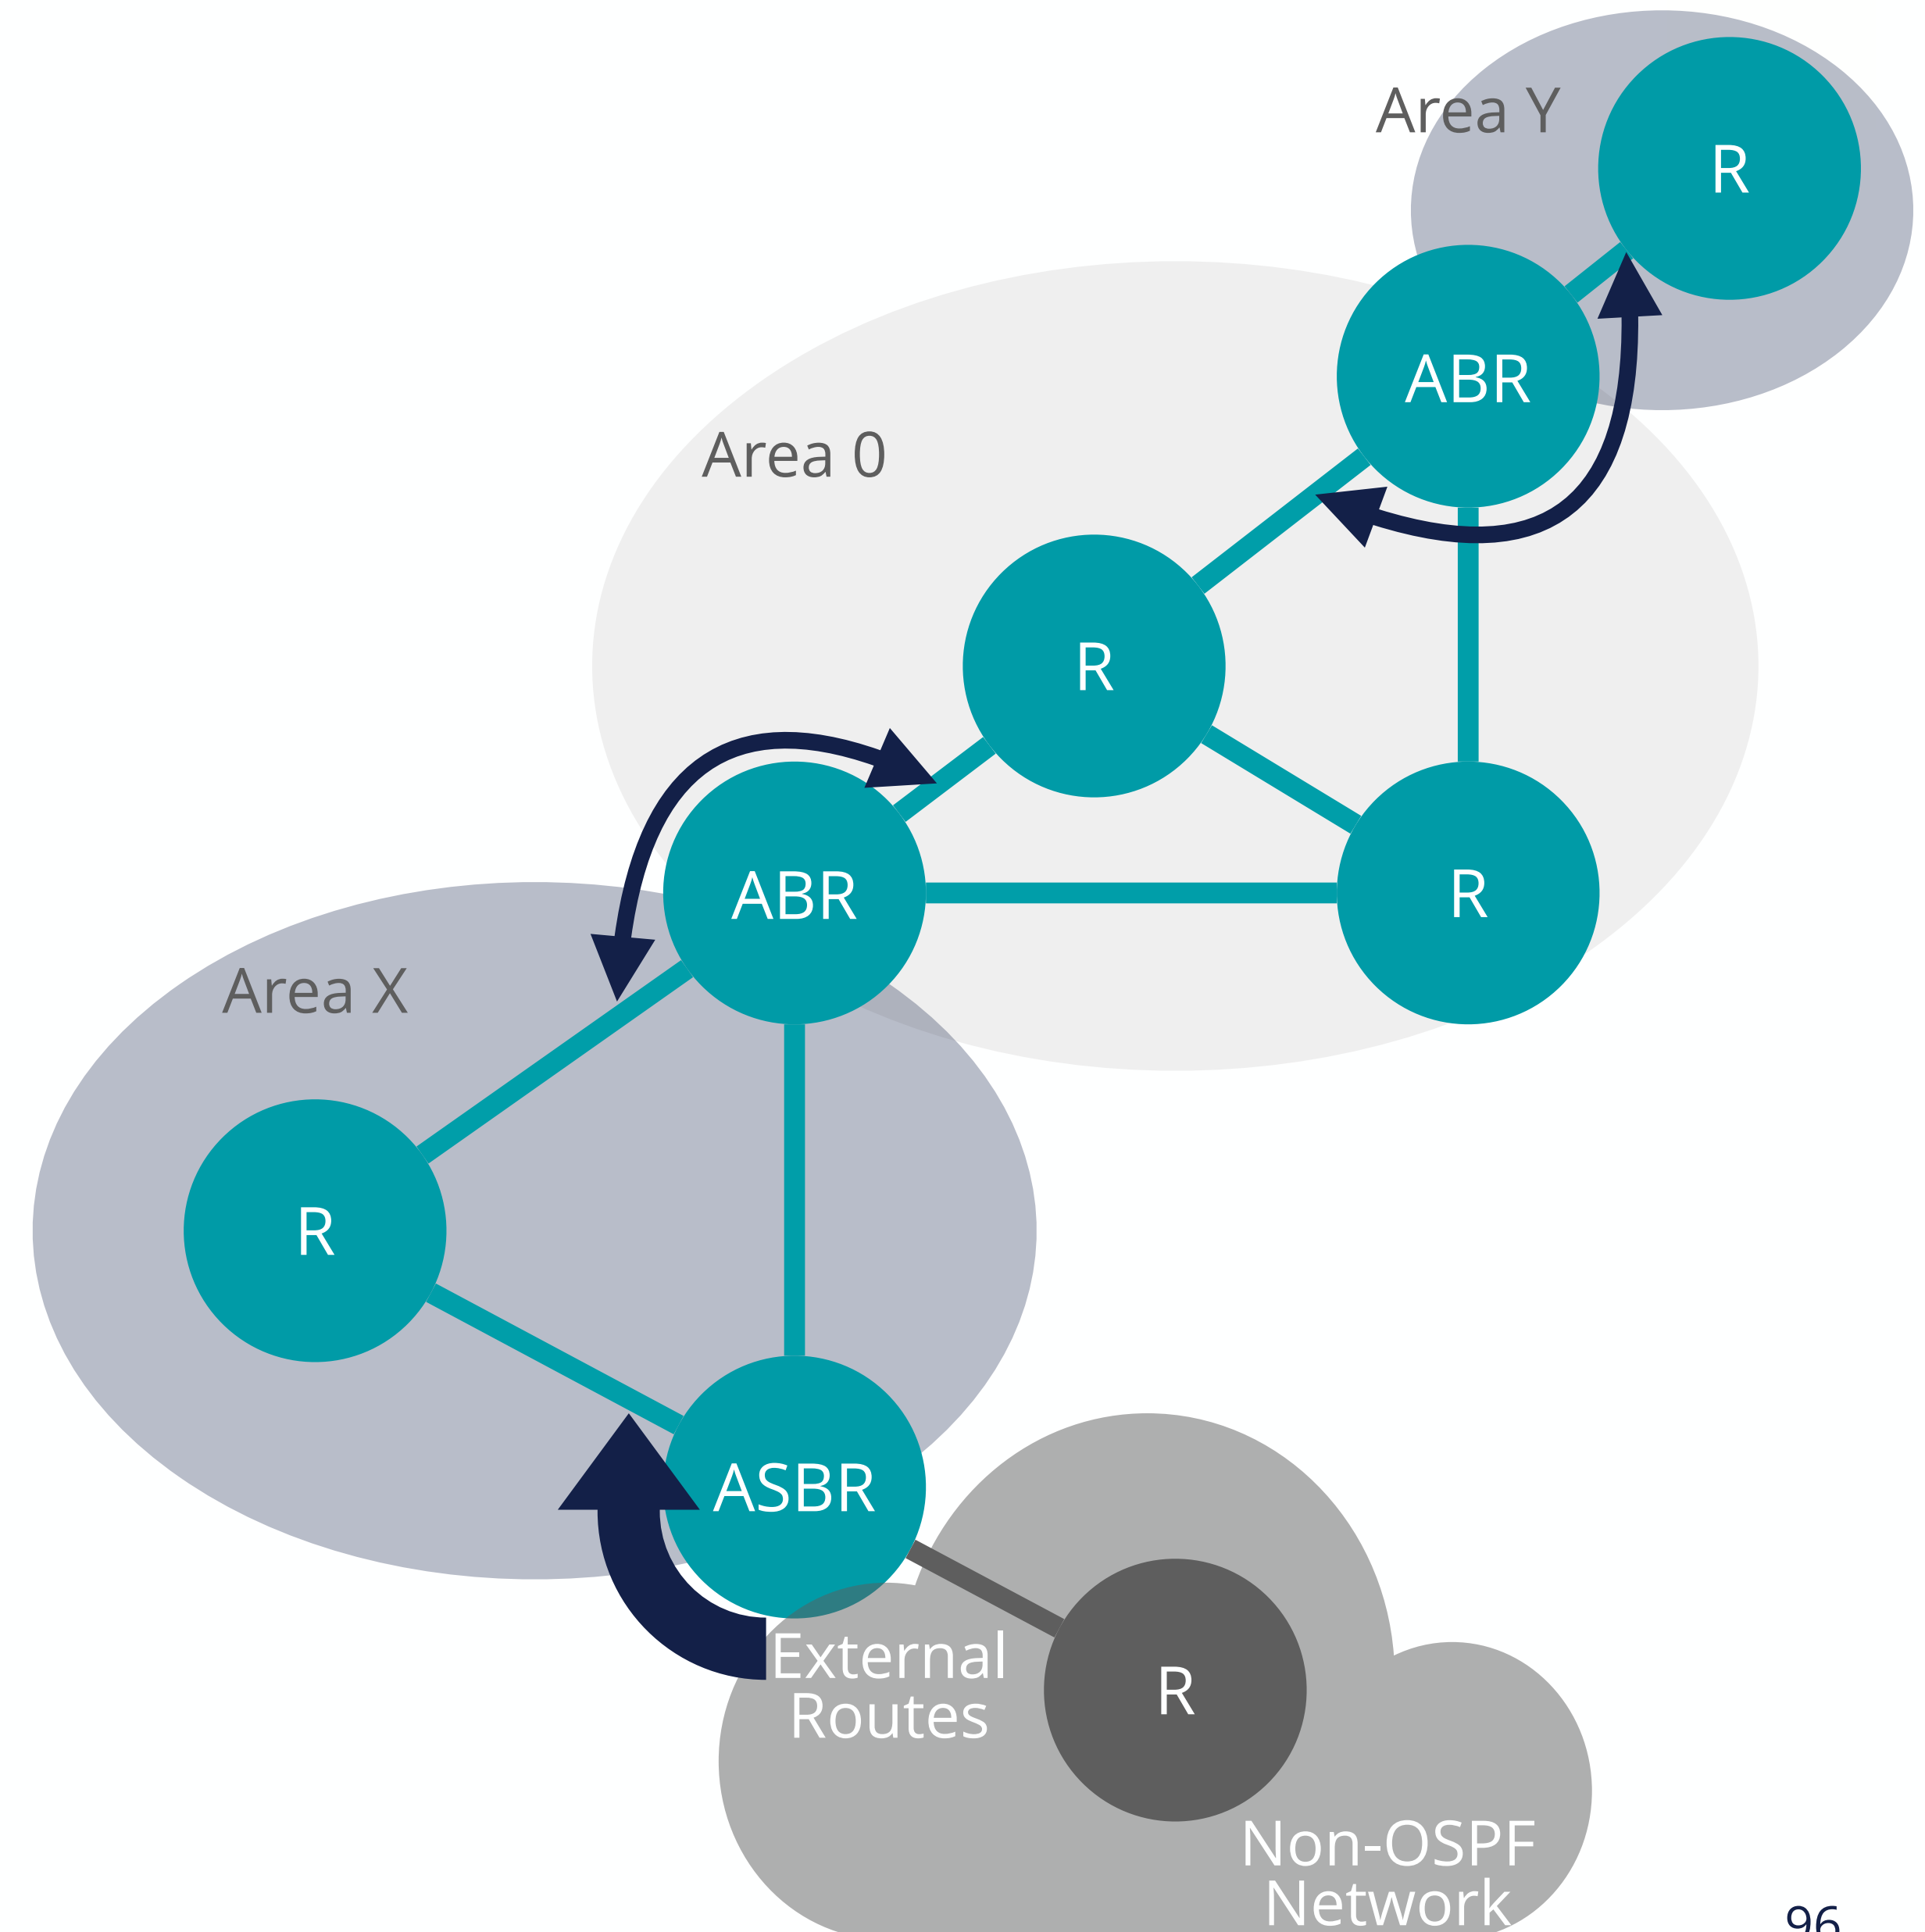 Area Y
R
ABR
Area 0
R
ABR
R
Area X
R
ASBR
External
Routes
R
Non-OSPF
Network
96